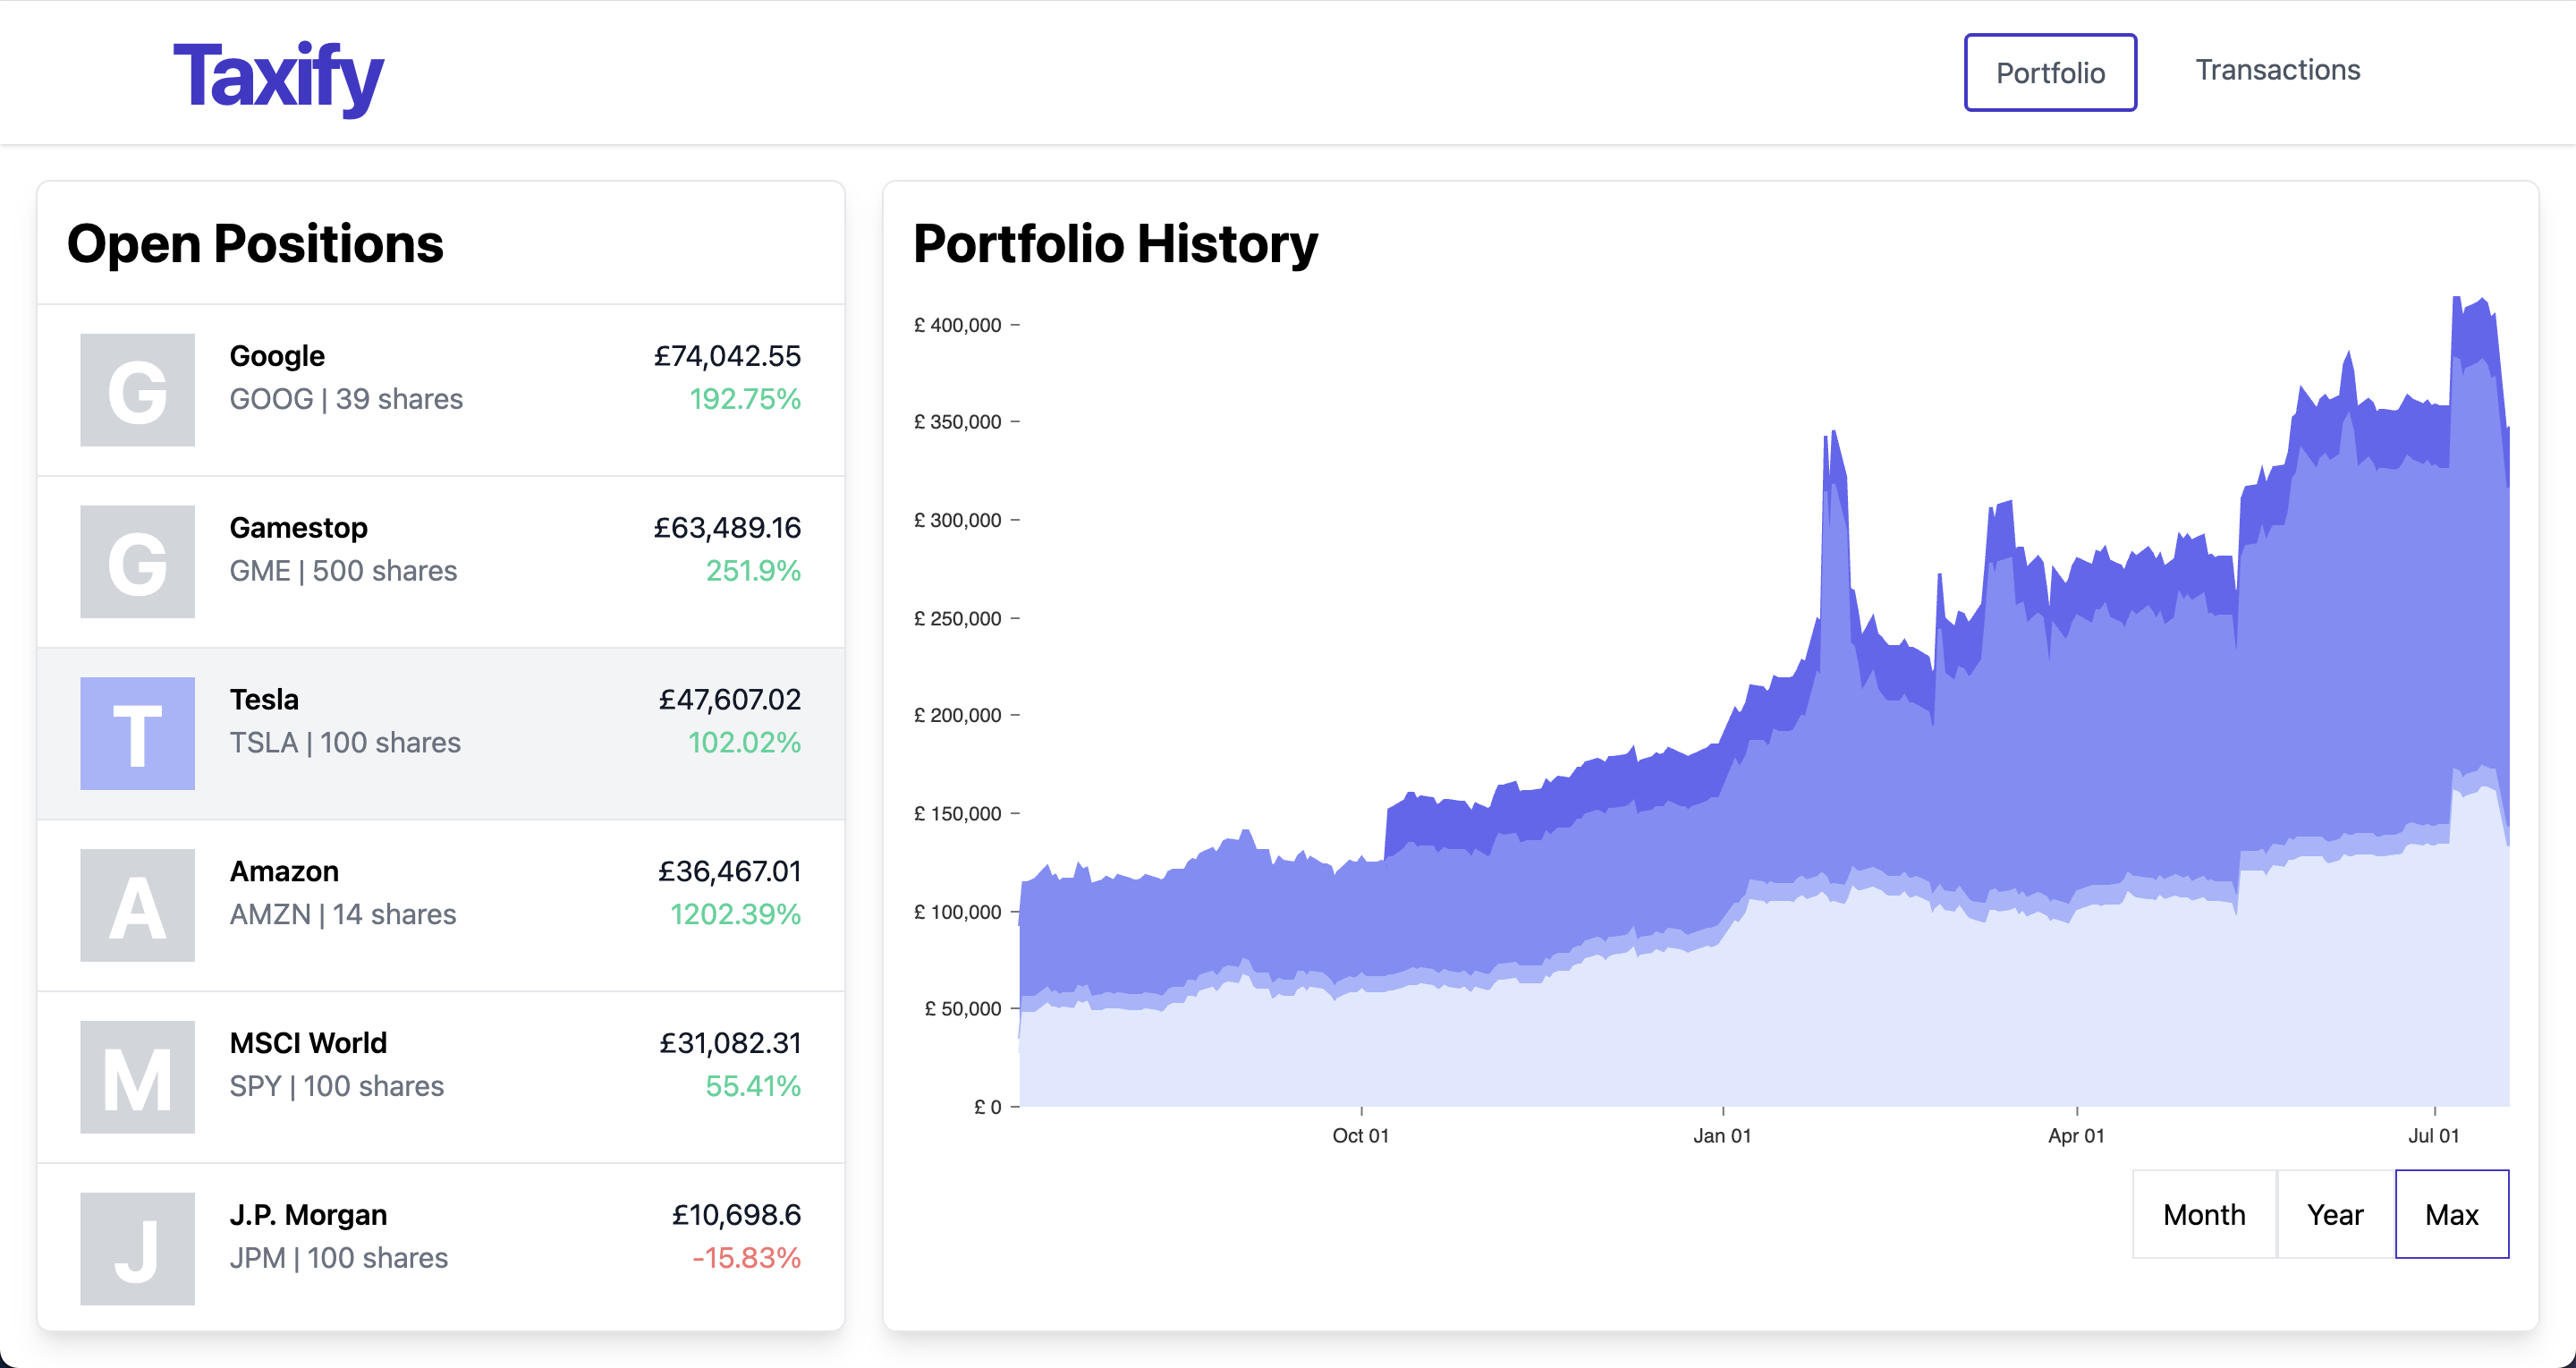 Taxify
Portfolio
Transactions
Open Positions
G
Google
£74,042.55
GOOG | 39 shares
192.75%
G
Gamestop
£63,489.16
GME | 500 shares
251.9%
T
Tesla
£47,607.02
TSLA | 100 shares
102.02%
A
Amazon
£36,467.01
AMZN | 14 shares
1202.39%
M
MSCI World
£31,082.31
SPY | 100 shares
55.41%
J
J.P. Morgan
£10,698.6
JPM | 100 shares
-15.83%
Portfolio History
£ 400,000
£ 350,000
£ 300,000
£ 250,000
£ 200,000
£ 150,000
£ 100,000
£ 50,000
£ 0
Oct 01
Jan 01
Apr 01
Jul 01
Month
Year
Max